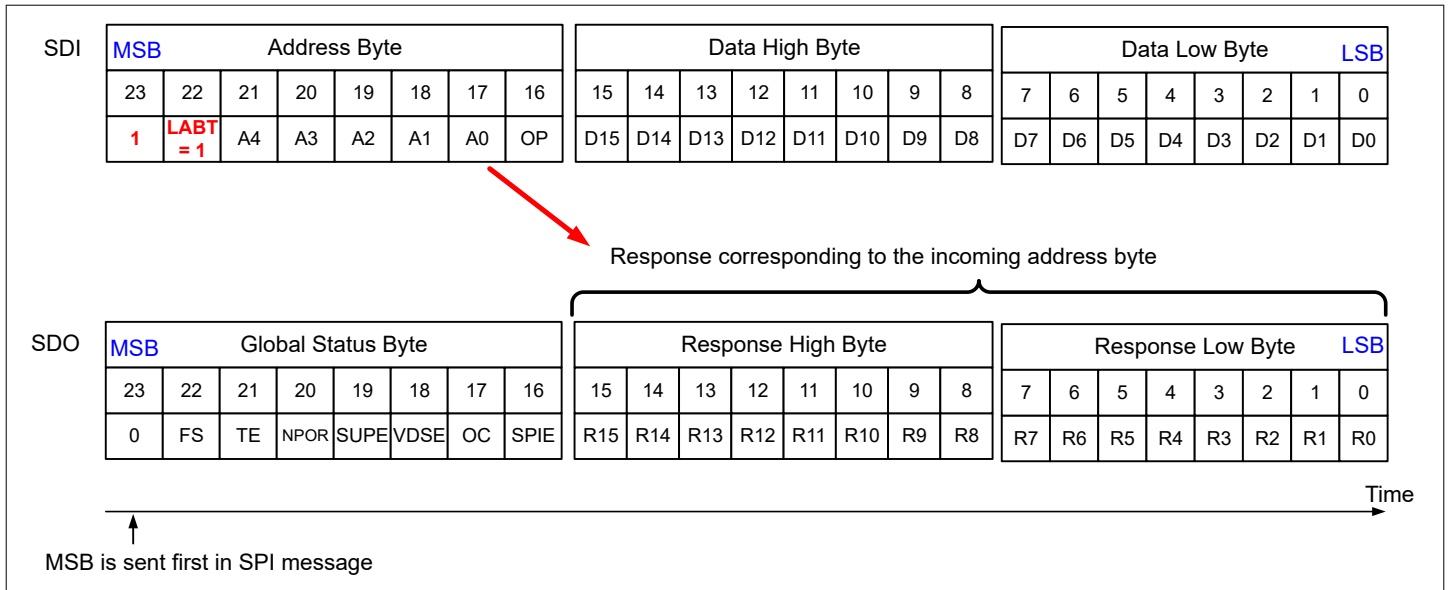 SDI MSB Address Byte Data High Byte Data Low Byte LSB
23 22 21 20 19 18 17 16 15 14 13 12 11 10 9 8 7 6 5 4 3 2 1 0
1 LABT = 1 A4 A3 A2 A1 A0 OP D15 D14 D13 D12 D11 D10 D9 D8 D7 D6 D5 D4 D3 D2 D1 D0
Response corresponding to the incoming address byte
SDO MSB Global Status Byte Response High Byte Response Low Byte LSB
23 22 21 20 19 18 17 16 15 14 13 12 11 10 9 8 7 6 5 4 3 2 1 0
0 FS TE NPOR SUPE VDSE OC SPIE R15 R14 R13 R12 R11 R10 R9 R8 R7 R6 R5 R4 R3 R2 R1 R0
Time
MSB is sent first in SPI message